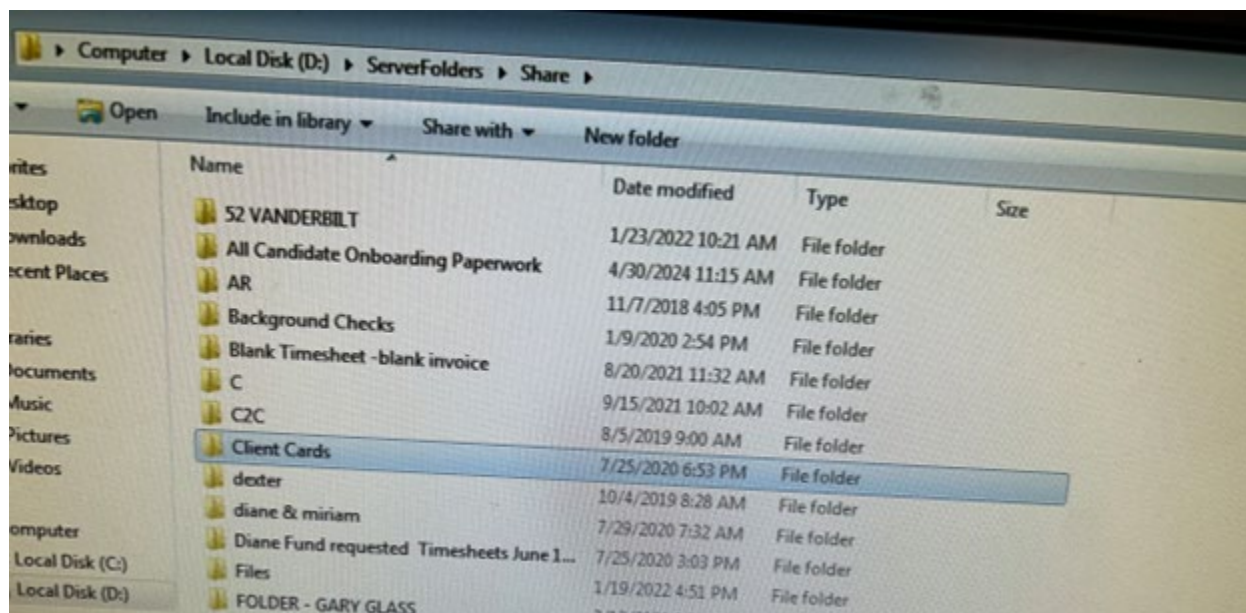 Computer Local Disk (D:) ServerFolders Share
Open Include in library Share with New folder
rites
sktop
ownloads
ecent Places
raries
ocuments
Music
Pictures
Videos
omputer
Local Disk (C:)
Local Disk (D:)
Name Date modified Type Size
52 VANDERBILT 1/23/2022 10:21 AM File folder
All Candidate Onboarding Paperwork 4/30/2024 11:15 AM File folder
AR 11/7/2018 4:05 PM File folder
Background Checks 1/9/2020 2:54 PM File folder
Blank Timesheet -blank invoice 8/20/2021 11:32 AM File folder
C 9/15/2021 10:02 AM File folder
C2C 8/5/2019 9:00 AM File folder
Client Cards 7/25/2020 6:53 PM File folder
dexter 10/4/2019 8:28 AM File folder
diane & miriam 7/29/2020 7:32 AM File folder
Diane Fund requested Timesheets June 1... 7/25/2020 3:03 PM File folder
Files 1/19/2022 4:51 PM File folder
FOLDER - GARY GLASS